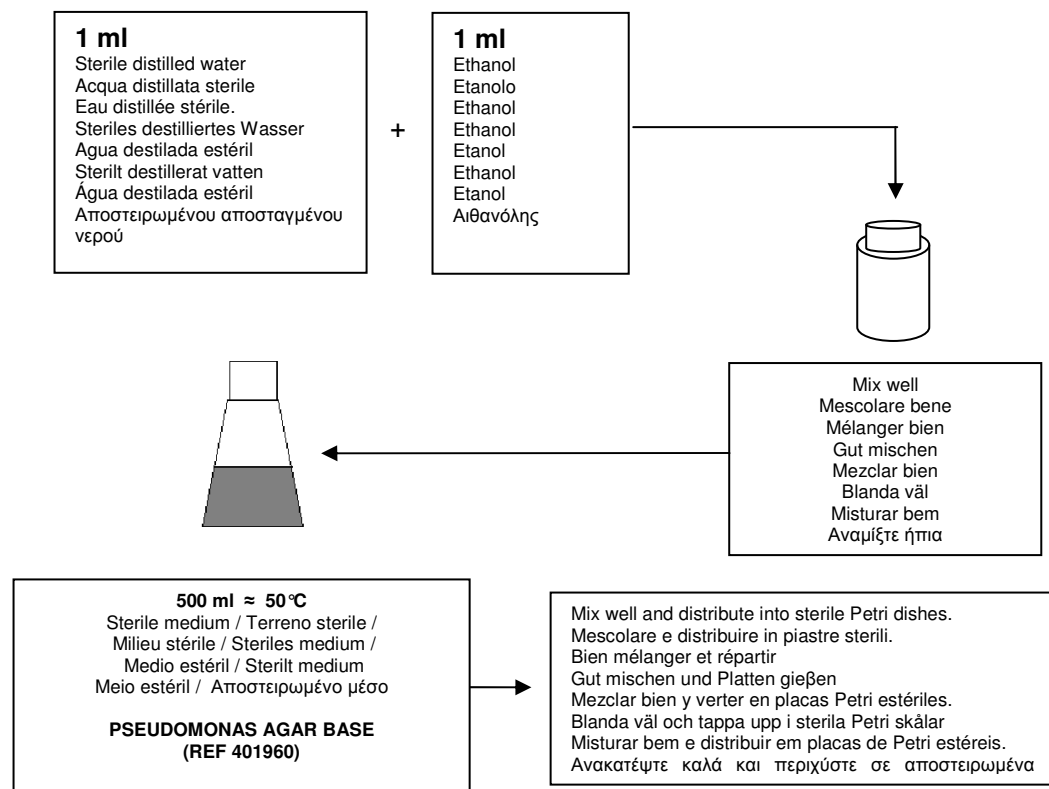 1 ml
Sterile distilled water
Acqua distillata sterile
Eau distillée stérile.
Steriles destilliertes Wasser
Agua destilada estéril
Sterilt destillerat vatten
Água destilada estéril
Αποστειρωμένου αποσταγμένου
νερού
+
1 ml
Ethanol
Etanolo
Ethanol
Ethanol
Etanol
Ethanol
Etanol
Αιθανόλης
Mix well
Mescolare bene
Mélanger bien
Gut mischen
Mezclar bien
Blanda väl
Misturar bem
Αναμίξτε ήπια
500 ml ≈ 50°C
Sterile medium / Terreno sterile /
Milieu stérile / Steriles medium /
Medio estéril / Sterilt medium
Meio estéril / Αποστειρωμένο μέσο
PSEUDOMONAS AGAR BASE
(REF 401960)
Mix well and distribute into sterile Petri dishes.
Mescolare e distribuire in piastre sterili.
Bien mélanger et répartir
Gut mischen und Platten gieβen
Mezclar bien y verter en placas Petri estériles.
Blanda väl och tappa upp i sterila Petri skålar
Misturar bem e distribuir em placas de Petri estéreis.
Ανακατέψτε καλά και περιχύστε σε αποστειρωμένα